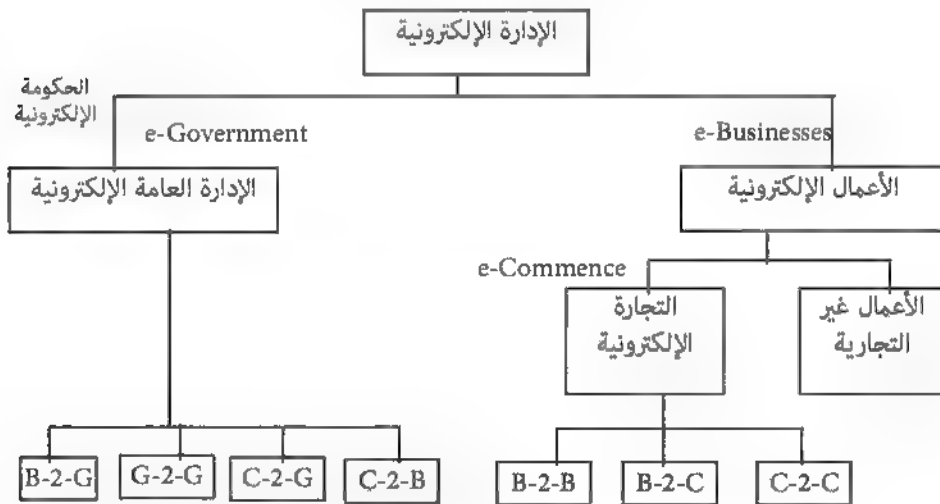 الإدارة الإلكترونية
الحكومة
الإلكترونية
e-Government
e-Businesses
الإدارة العامة الإلكترونية
الأعمال الإلكترونية
e-Commence
التجارة
الإلكترونية
الأعمال غير
التجارية
B-2-G
G-2-G
C-2-G
C-2-B
B-2-B
B-2-C
C-2-C